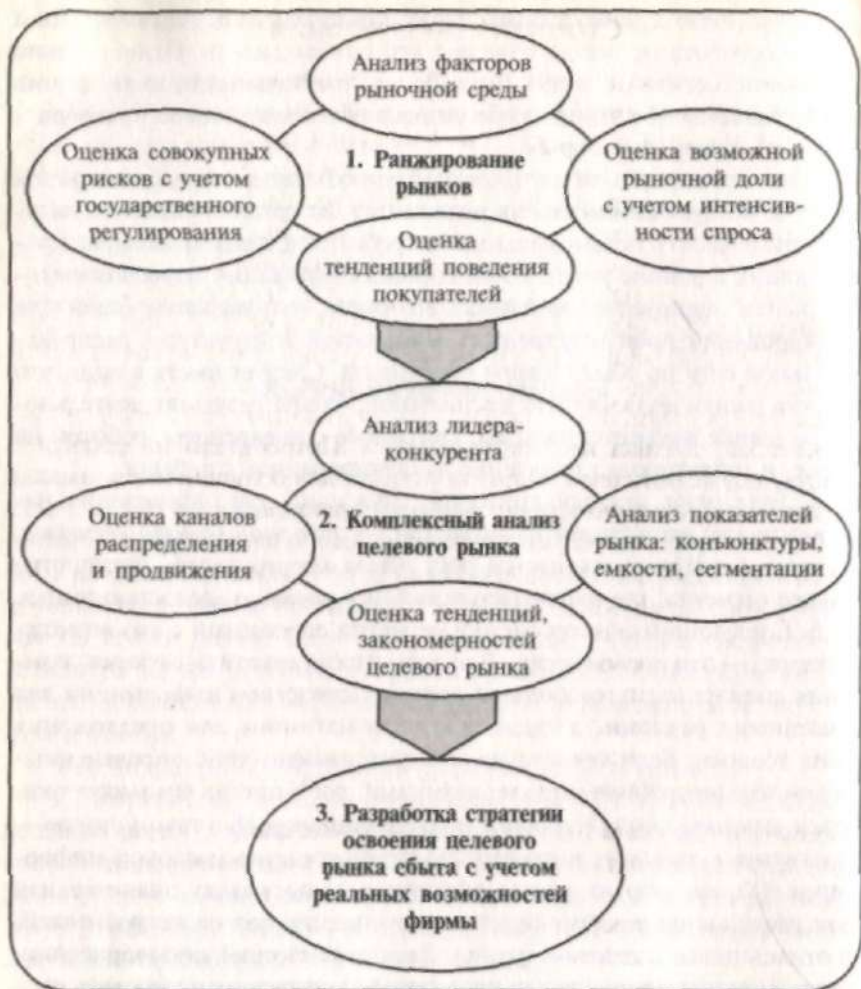 Анализ факторов
рыночной среды
Оценка совокупных
рисков с учетом
государственного
регулирования
1. Ранжирование
рынков
Оценка возможной
рыночной доли
с учетом интенсив-
ности спроса
Оценка
тенденций поведения
покупателей
Анализ лидера-
конкурента
Оценка каналов
распределения
и продвижения
2. Комплексный анализ
целевого рынка
Анализ показателей
рынка: конъюнктуры,
емкости, сегментации
Оценка тенденций,
закономерностей
целевого рынка
3. Разработка стратегии
освоения целевого
рынка сбыта с учетом
реальных возможностей
фирмы